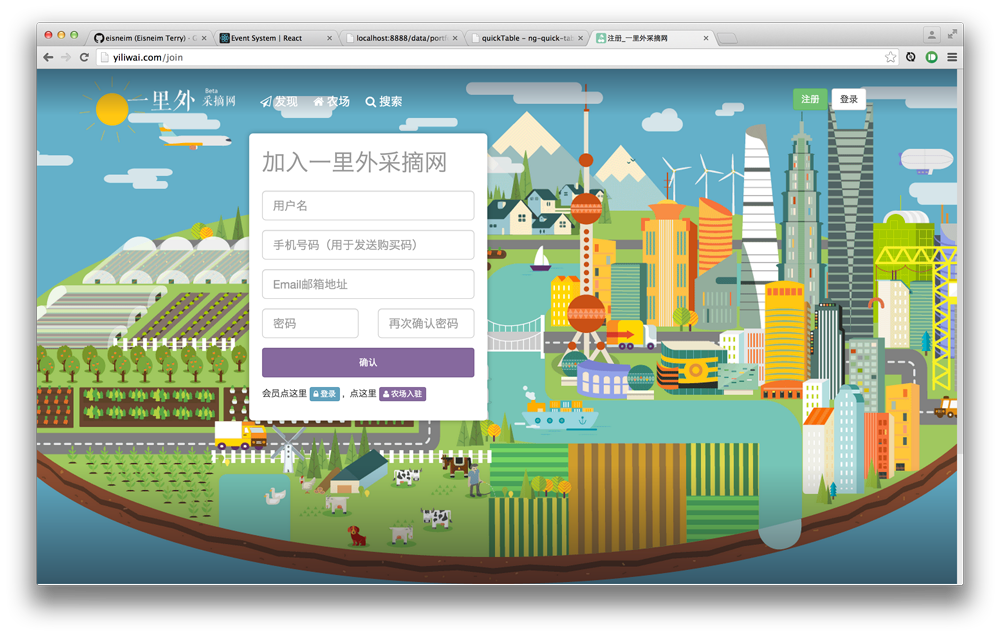 eisneim (Eisneim Terry) - G
Event System | React
localhost:8888/data/portf
quickTable – ng-quick-tab
注册_一里外采摘网
yiliwai.com/join
一里外 Beta 采摘网
发现 农场 搜索
注册 登录
加入一里外采摘网
用户名
手机号码（用于发送购买码）
Email邮箱地址
密码 再次确认密码
确认
会员点这里 登录 ，点这里 农场入驻